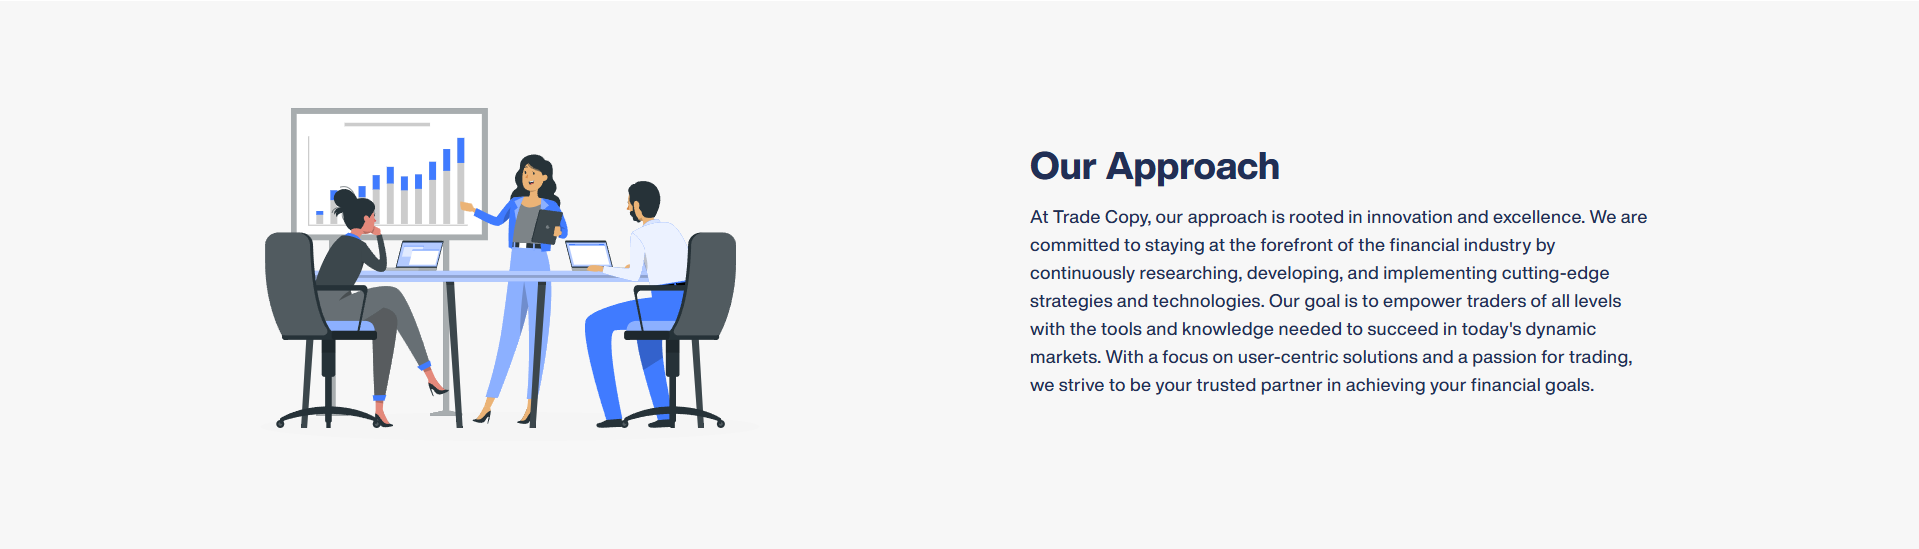 Our Approach
At Trade Copy, our approach is rooted in innovation and excellence. We are
committed to staying at the forefront of the financial industry by
continuously researching, developing, and implementing cutting-edge
strategies and technologies. Our goal is to empower traders of all levels
with the tools and knowledge needed to succeed in today's dynamic
markets. With a focus on user-centric solutions and a passion for trading,
we strive to be your trusted partner in achieving your financial goals.